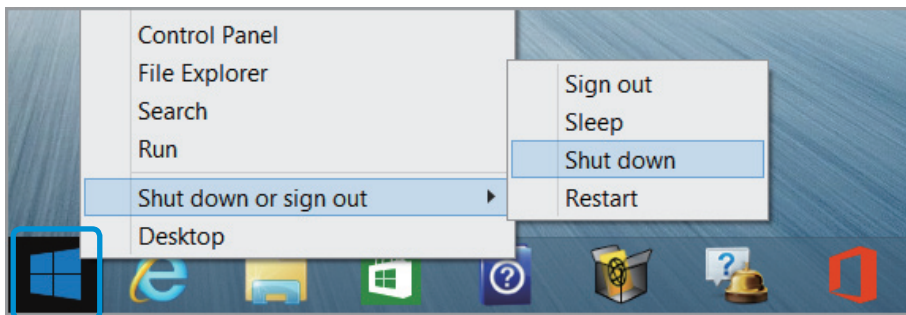 Control Panel
File Explorer
Search
Run
Shut down or sign out
Desktop
Sign out
Sleep
Shut down
Restart
?
?